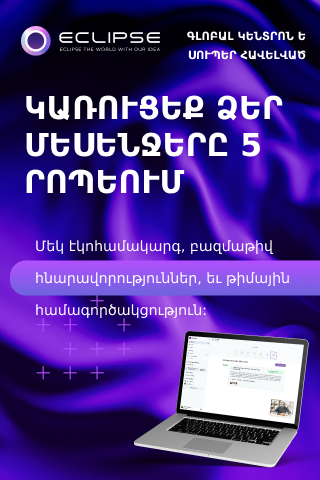 ECLIPSE
ECLIPSE THE WORLD WITH OUR IDEA
ԳԼՈԲԱԼ ԿԵՆՏՐՈՆ Ե
ՍՈՒՊԵՐ ՀԱՎԵԼՎԱԾ
ԿԱՌՈՒՑԵՔ ՁԵՐ
ՄԵՍԵՆՋԵՐԸ 5
ՐՈՊԵՈՒՄ
Մեկ էկոհամակարգ, բազմաթիվ
հնարավորություններ, եւ թիմային
համագործակցություն: